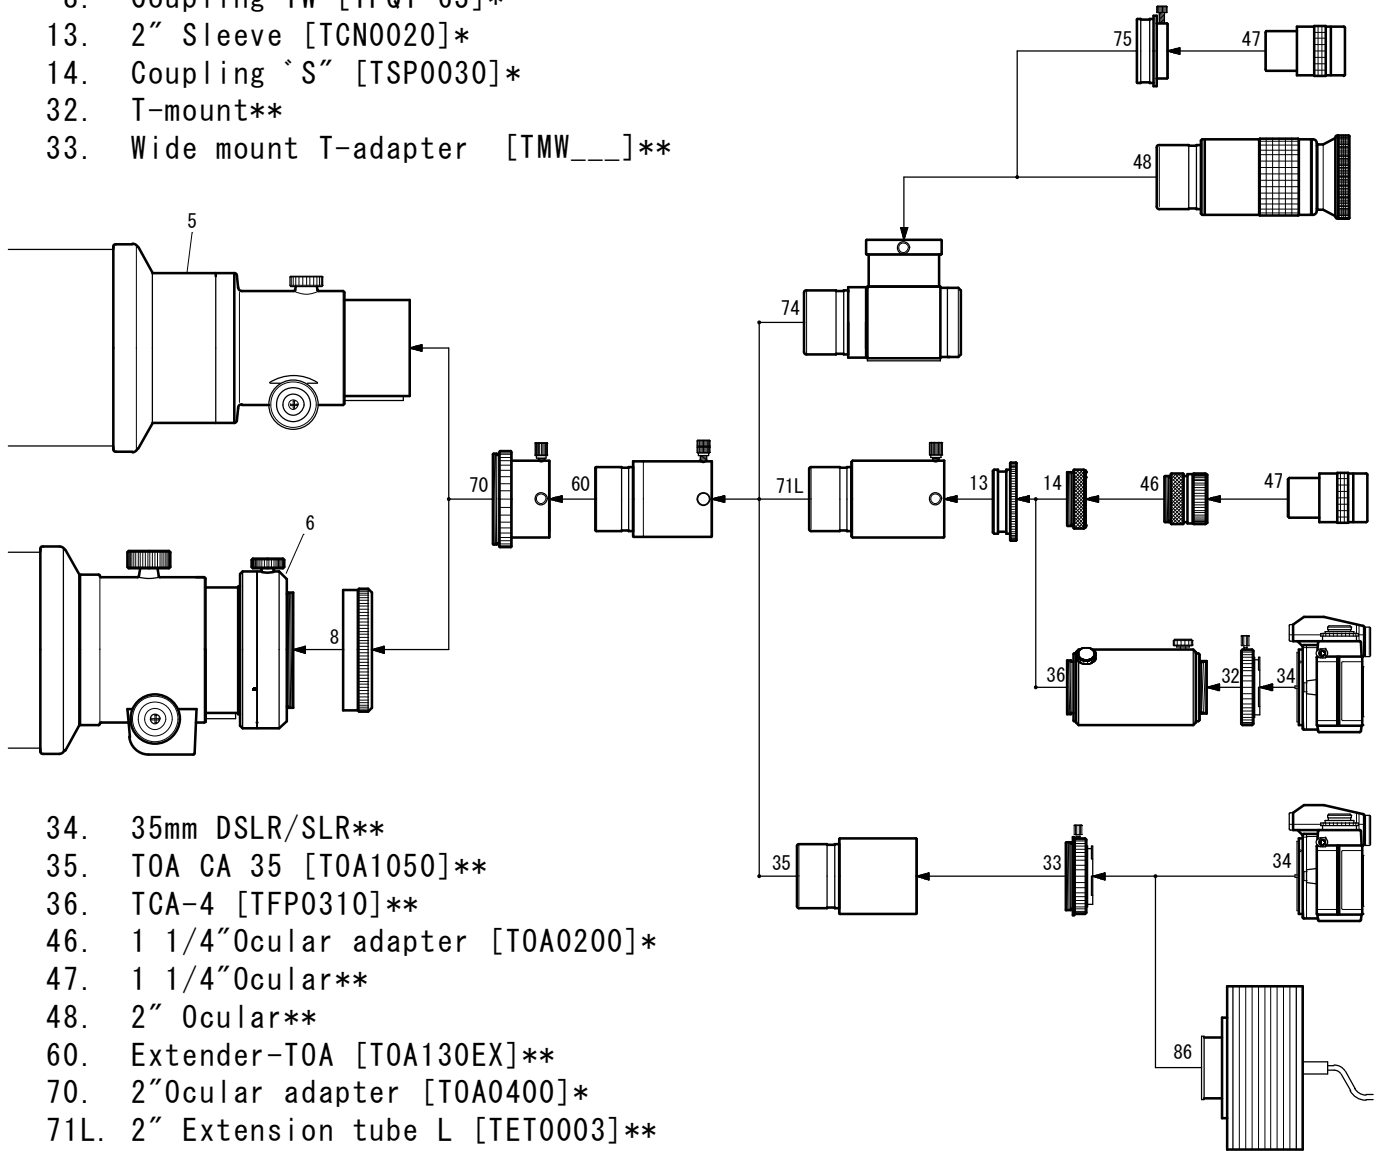 13. 2″ Sleeve [TCN0020]*
14. Coupling ‶S″ [TSP0030]*
32. T-mount**
33. Wide mount T-adapter [TMW___]**
75
47
48
5
74
70
60
71L
13
14
46
47
6
8
36
32
34
35
33
34
86
34. 35mm DSLR/SLR**
35. TOA CA 35 [TOA1050]**
36. TCA-4 [TFP0310]**
46. 1 1/4″Ocular adapter [TOA0200]*
47. 1 1/4″Ocular**
48. 2″ Ocular**
60. Extender-TOA [TOA130EX]**
70. 2″Ocular adapter [TOA0400]*
71L. 2″ Extension tube L [TET0003]**